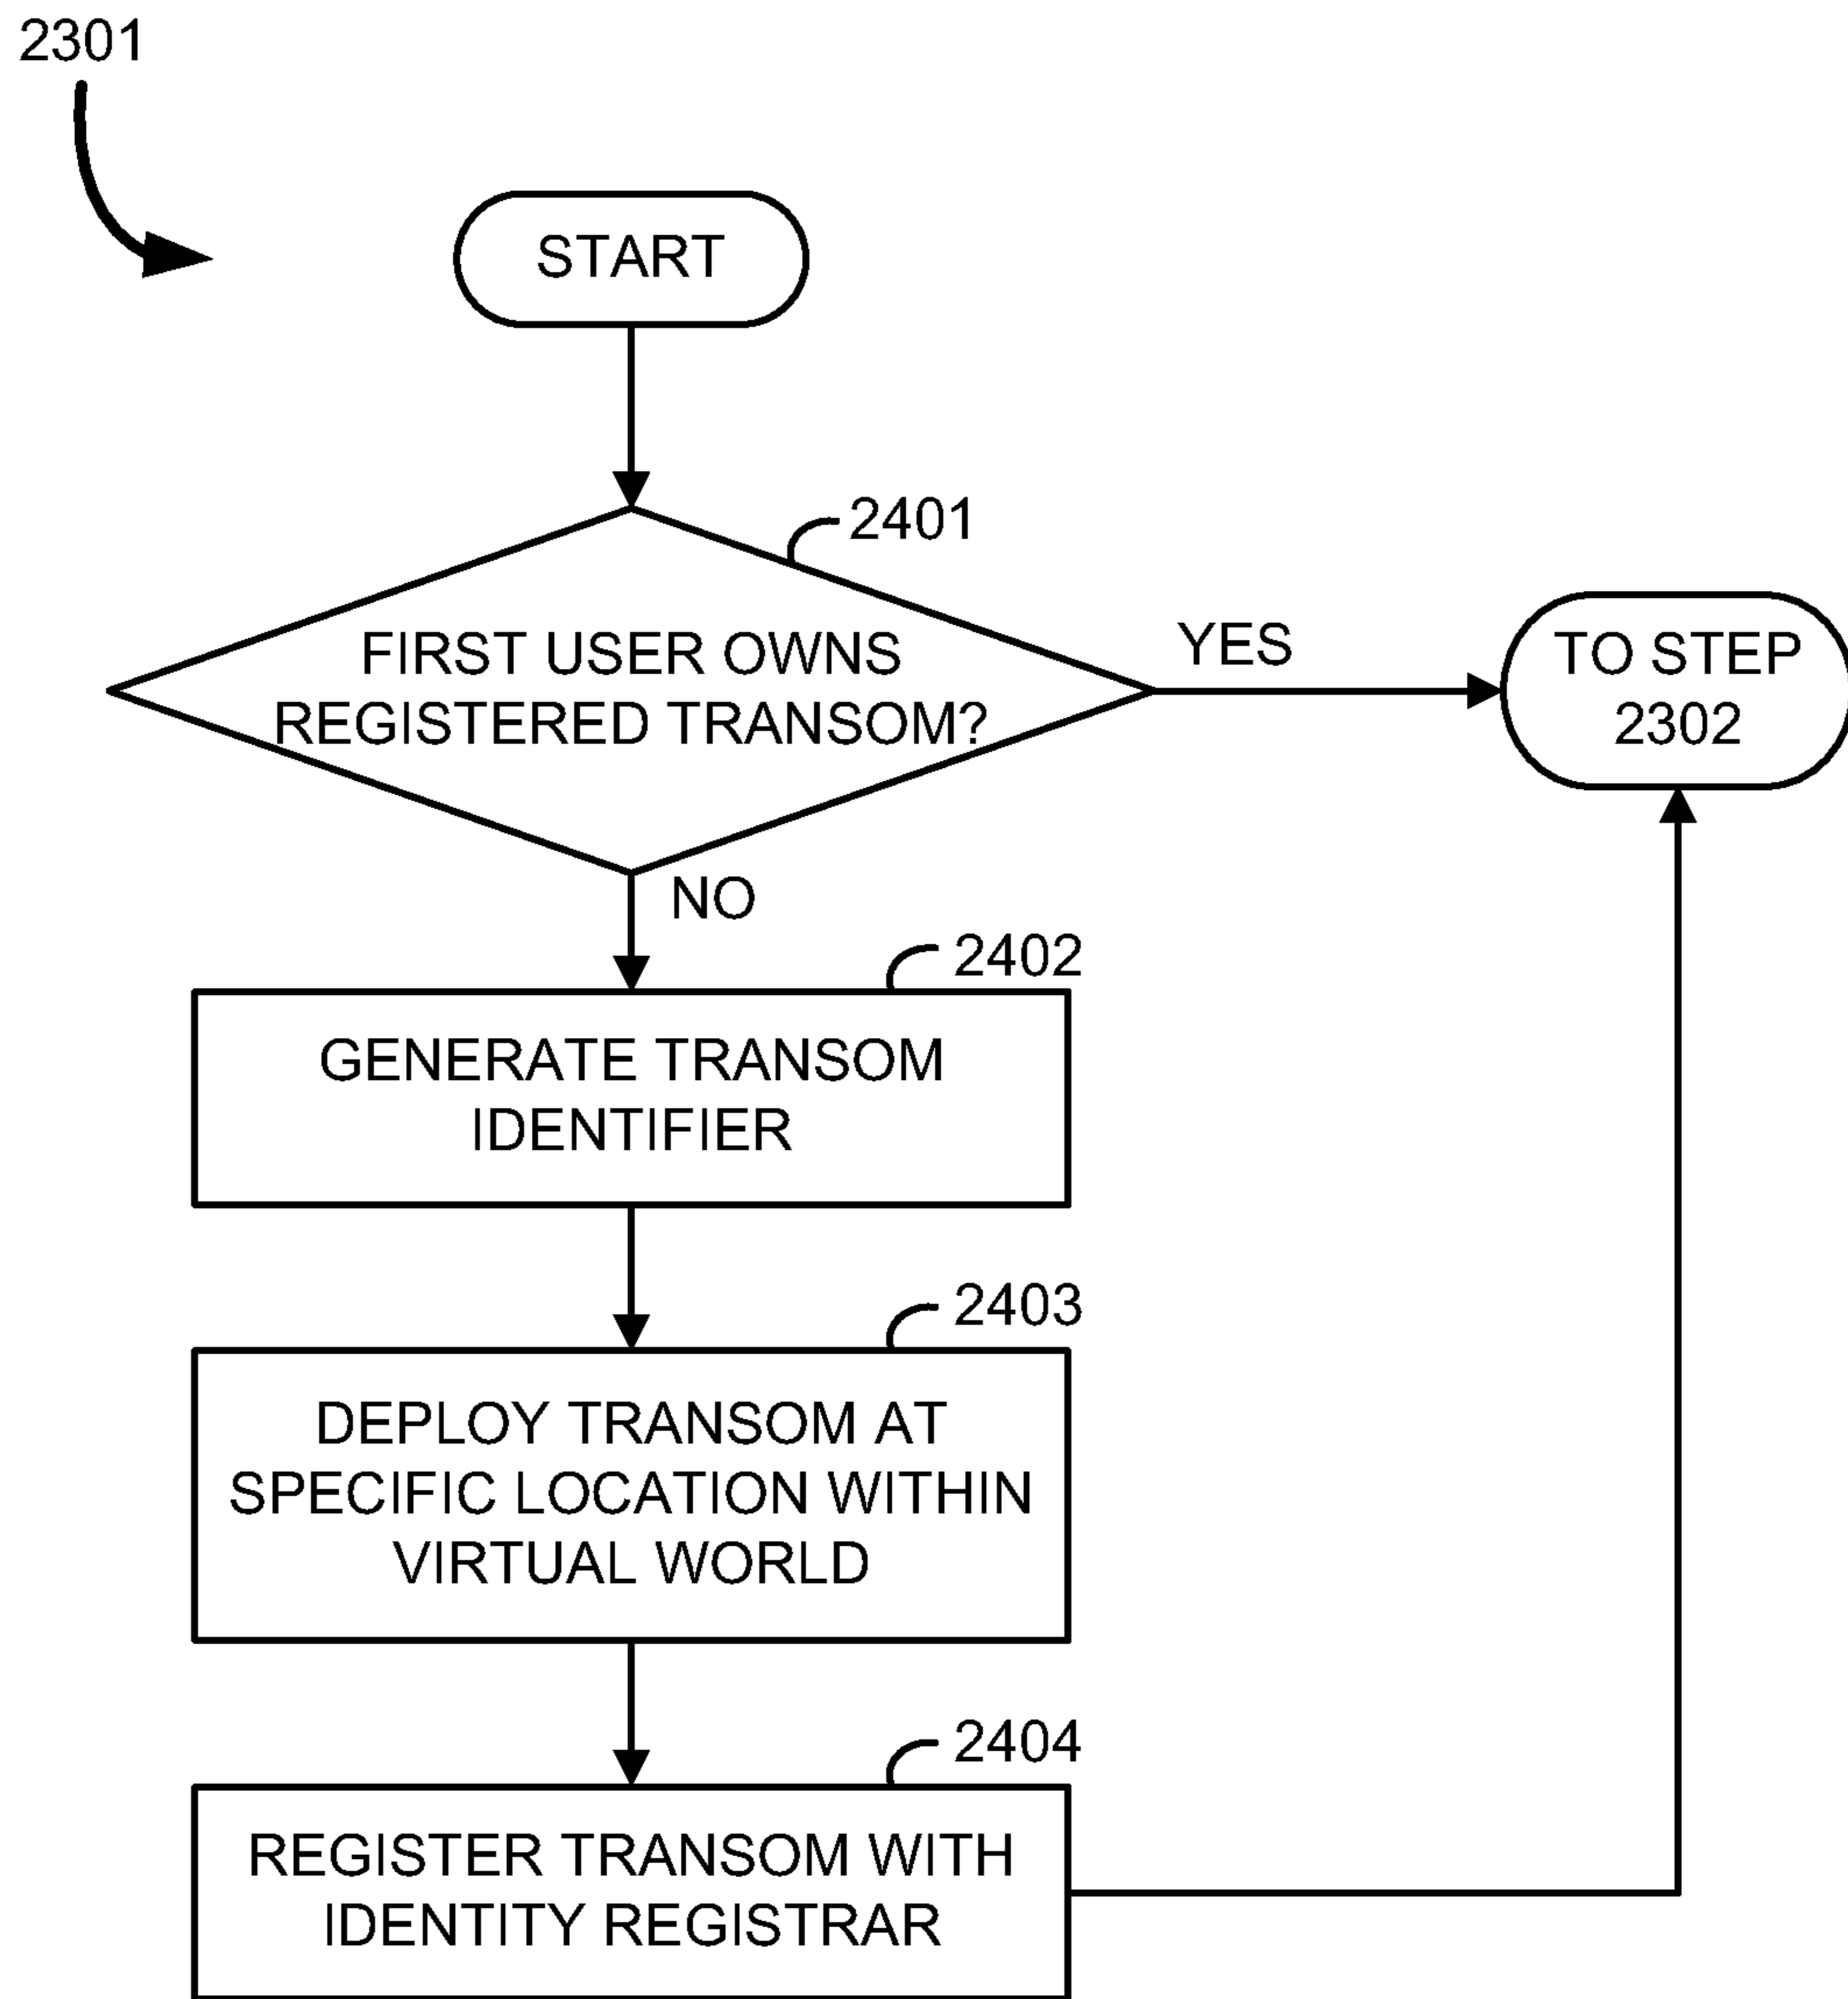 2301
START
2401
FIRST USER OWNS
REGISTERED TRANSOM?
YES
TO STEP
2302
NO
2402
GENERATE TRANSOM
IDENTIFIER
2403
DEPLOY TRANSOM AT
SPECIFIC LOCATION WITHIN
VIRTUAL WORLD
2404
REGISTER TRANSOM WITH
IDENTITY REGISTRAR